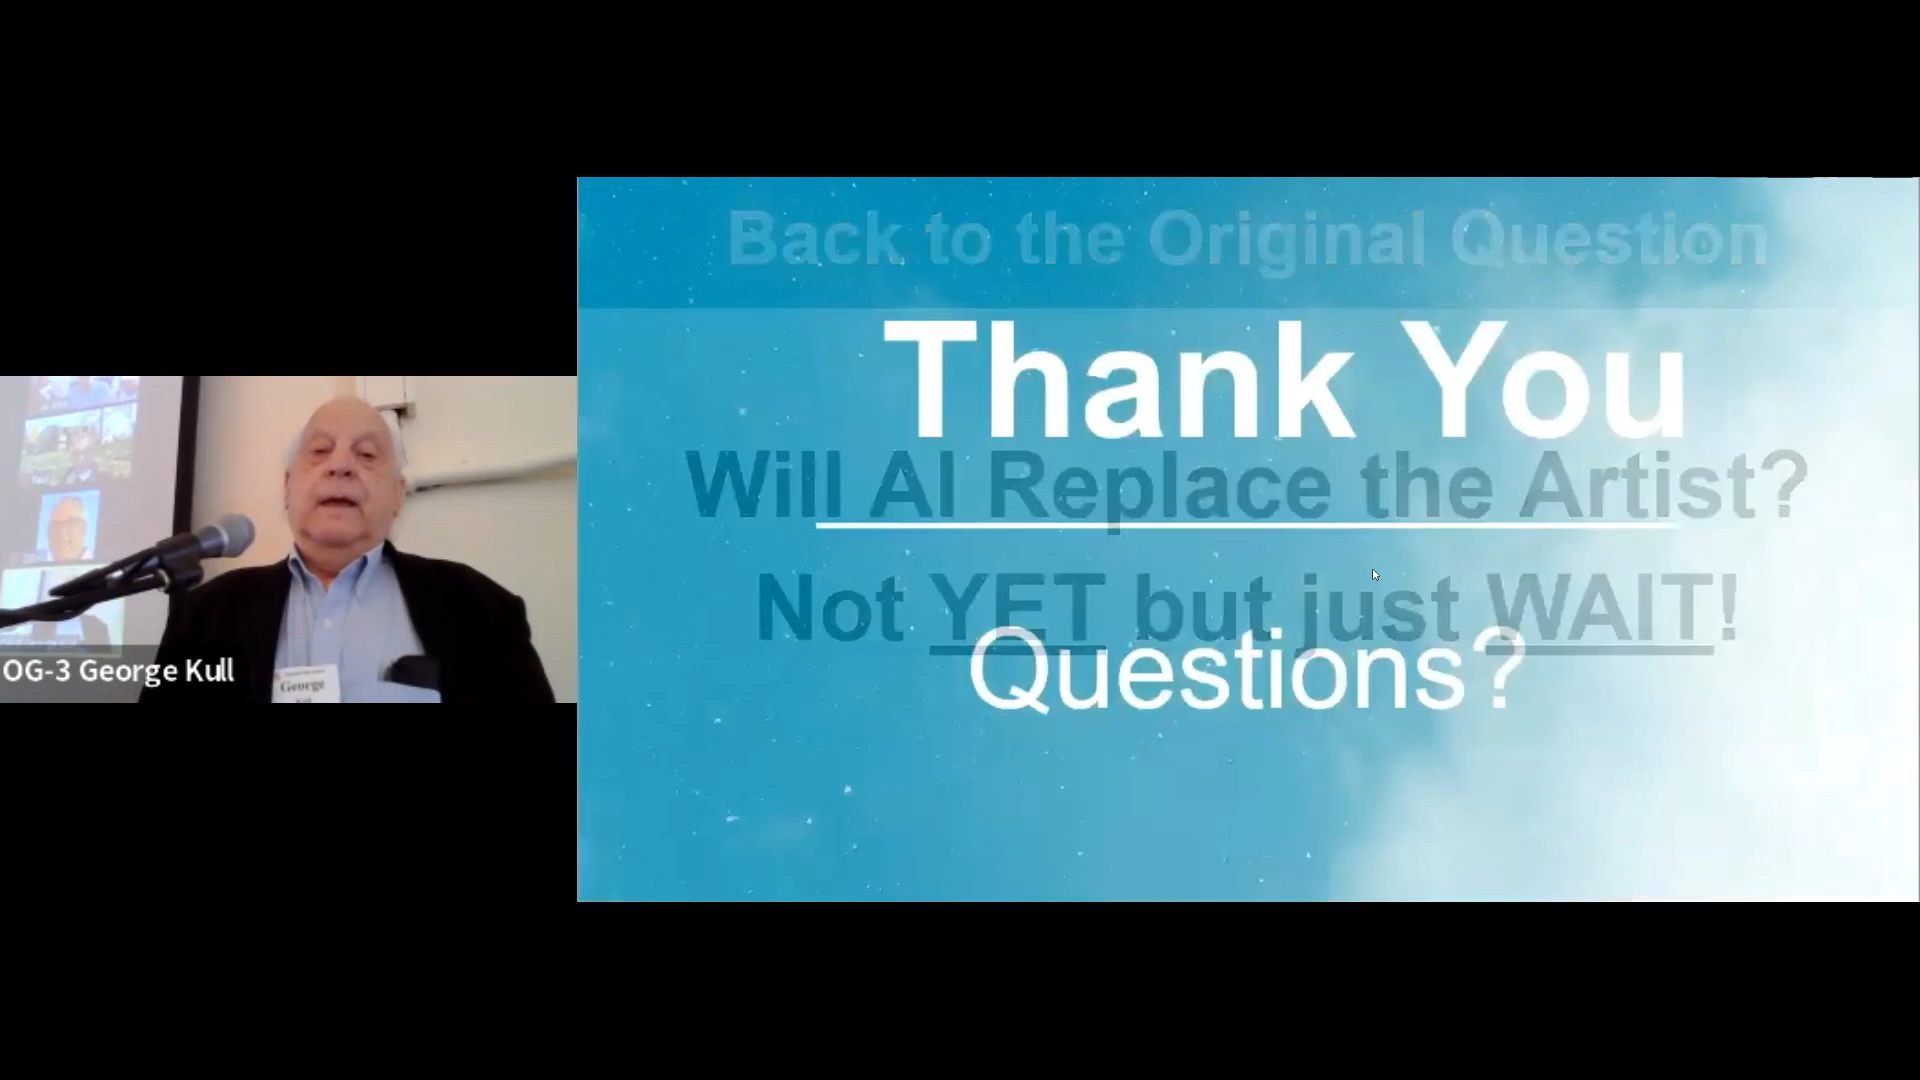 Back to the Original Question
Thank You
Will AI Replace the Artist?
Not YET but just WAIT!
Questions?
OG-3 George Kull
George